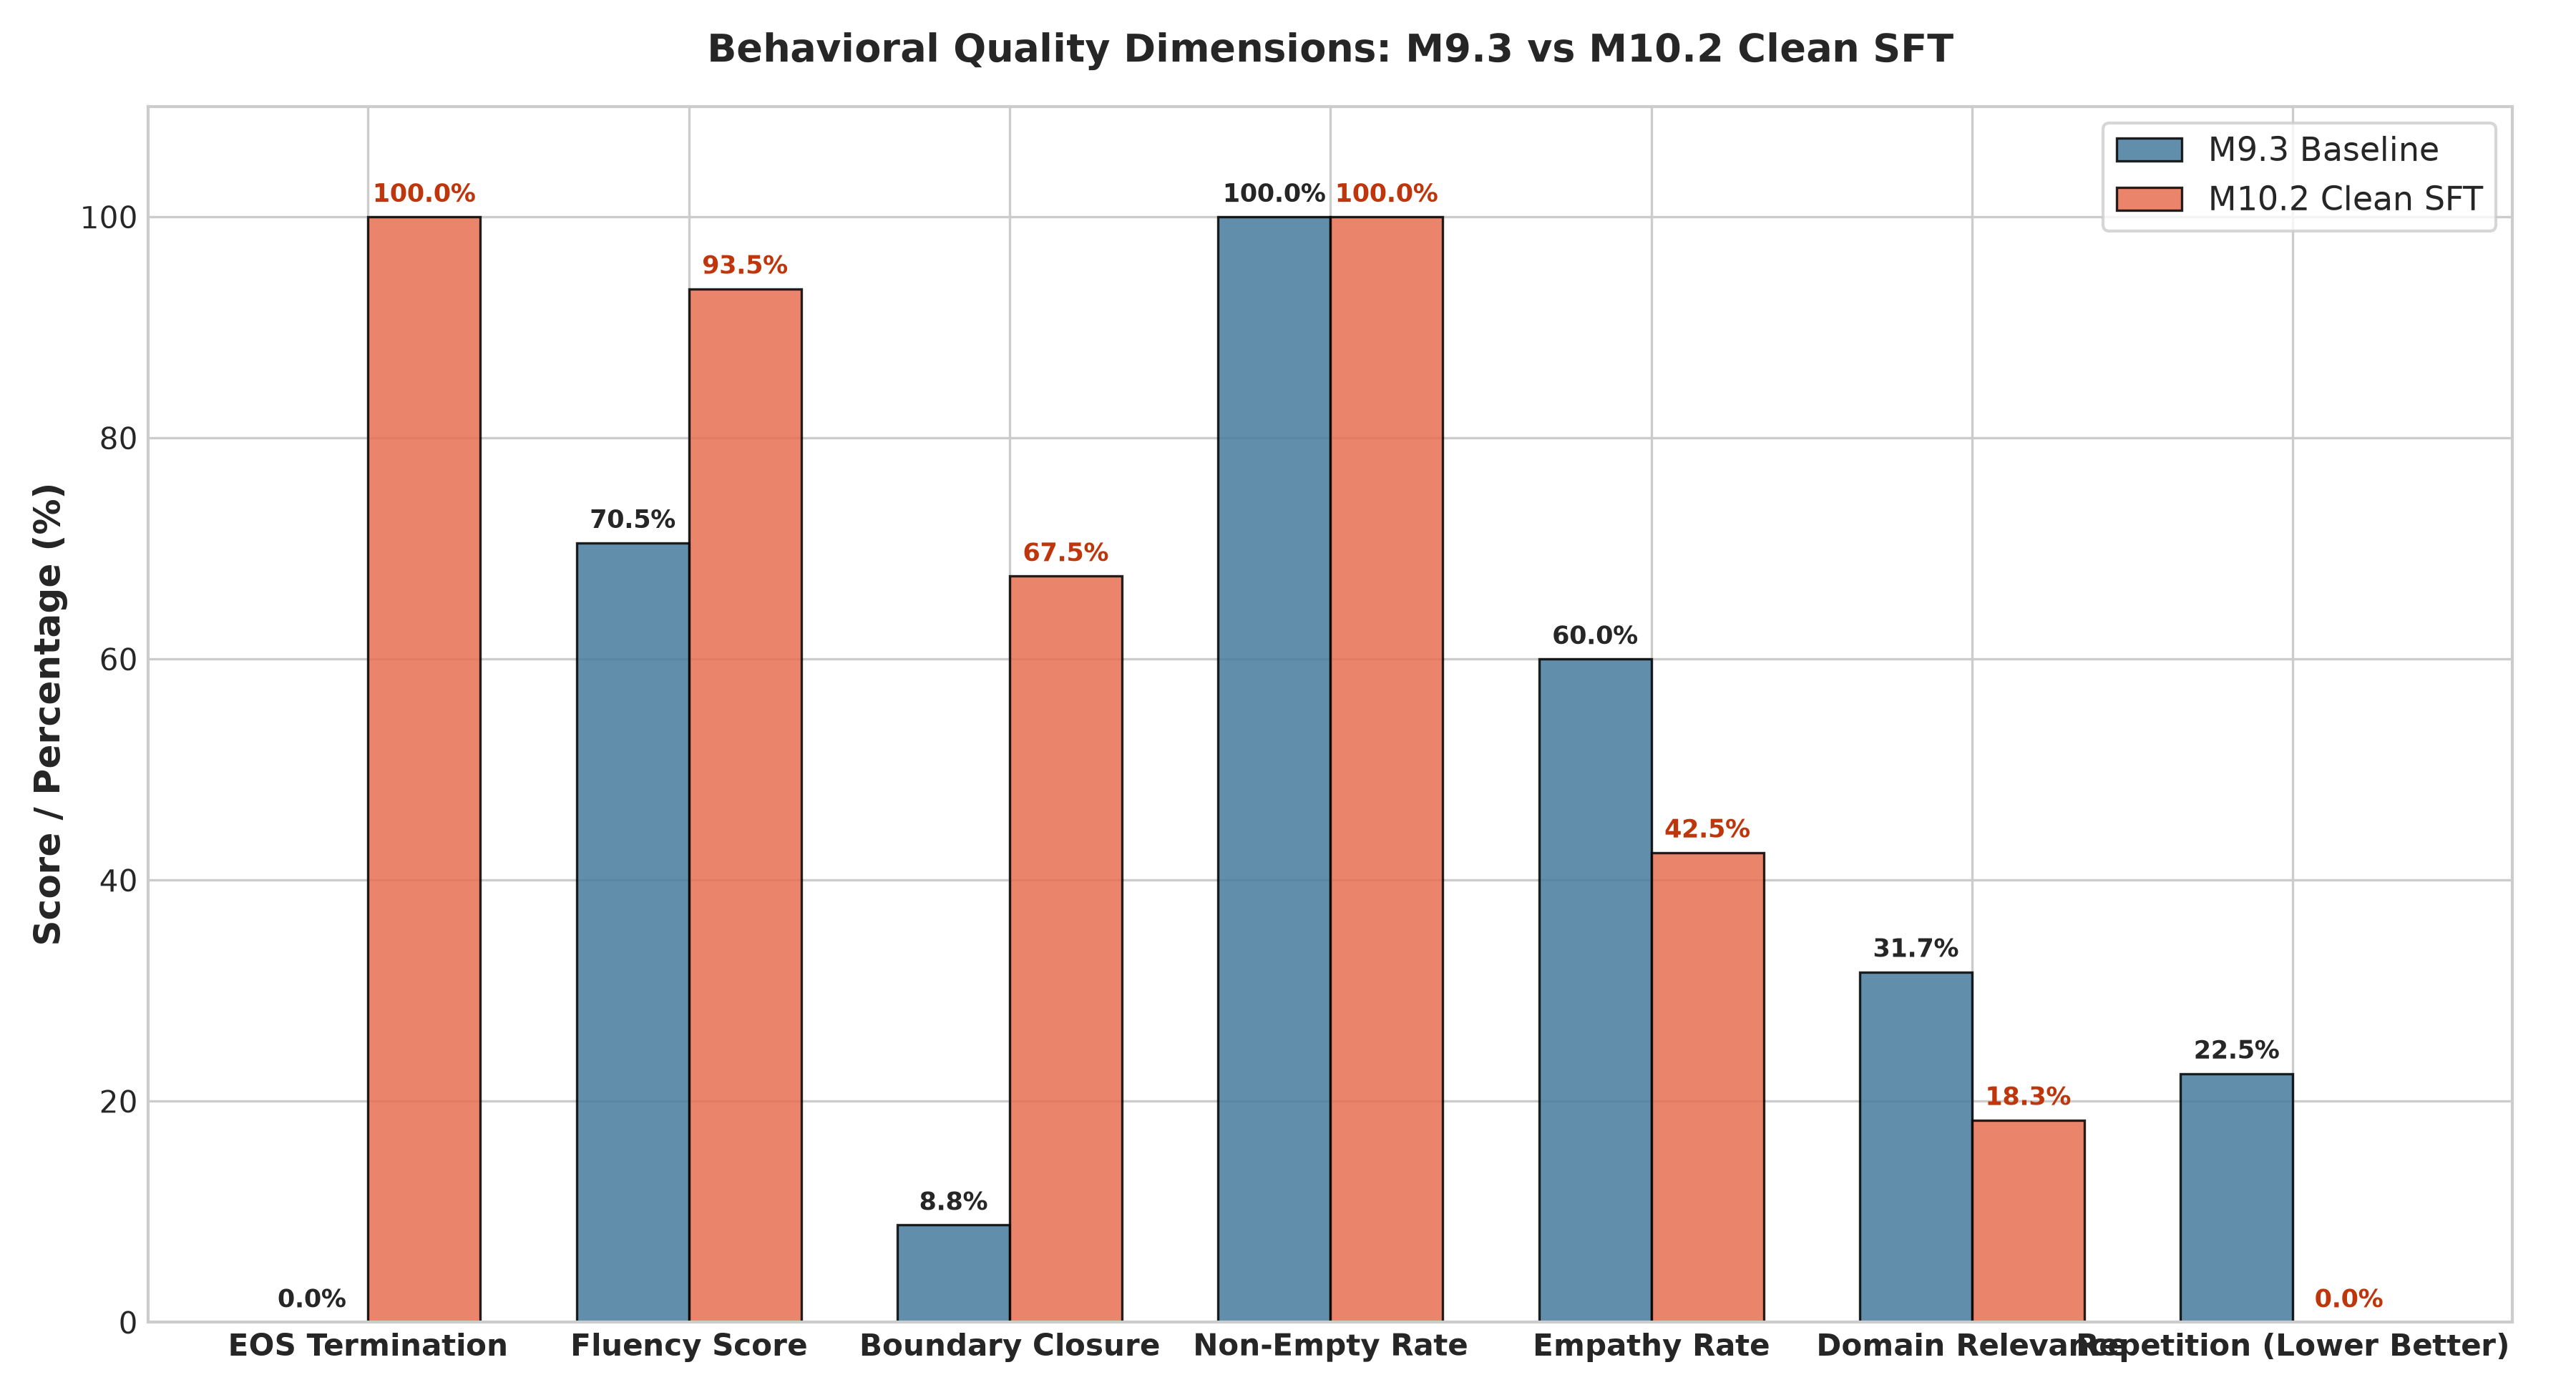 Behavioral Quality Dimensions: M9.3 vs M10.2 Clean SFT
M9.3 Baseline
M10.2 Clean SFT
Score / Percentage (%)
100
80
60
40
20
0
0.0%
100.0%
70.5%
93.5%
8.8%
67.5%
100.0%
100.0%
60.0%
42.5%
31.7%
18.3%
22.5%
0.0%
EOS Termination
Fluency Score
Boundary Closure
Non-Empty Rate
Empathy Rate
Domain Relevance
Repetition (Lower Better)